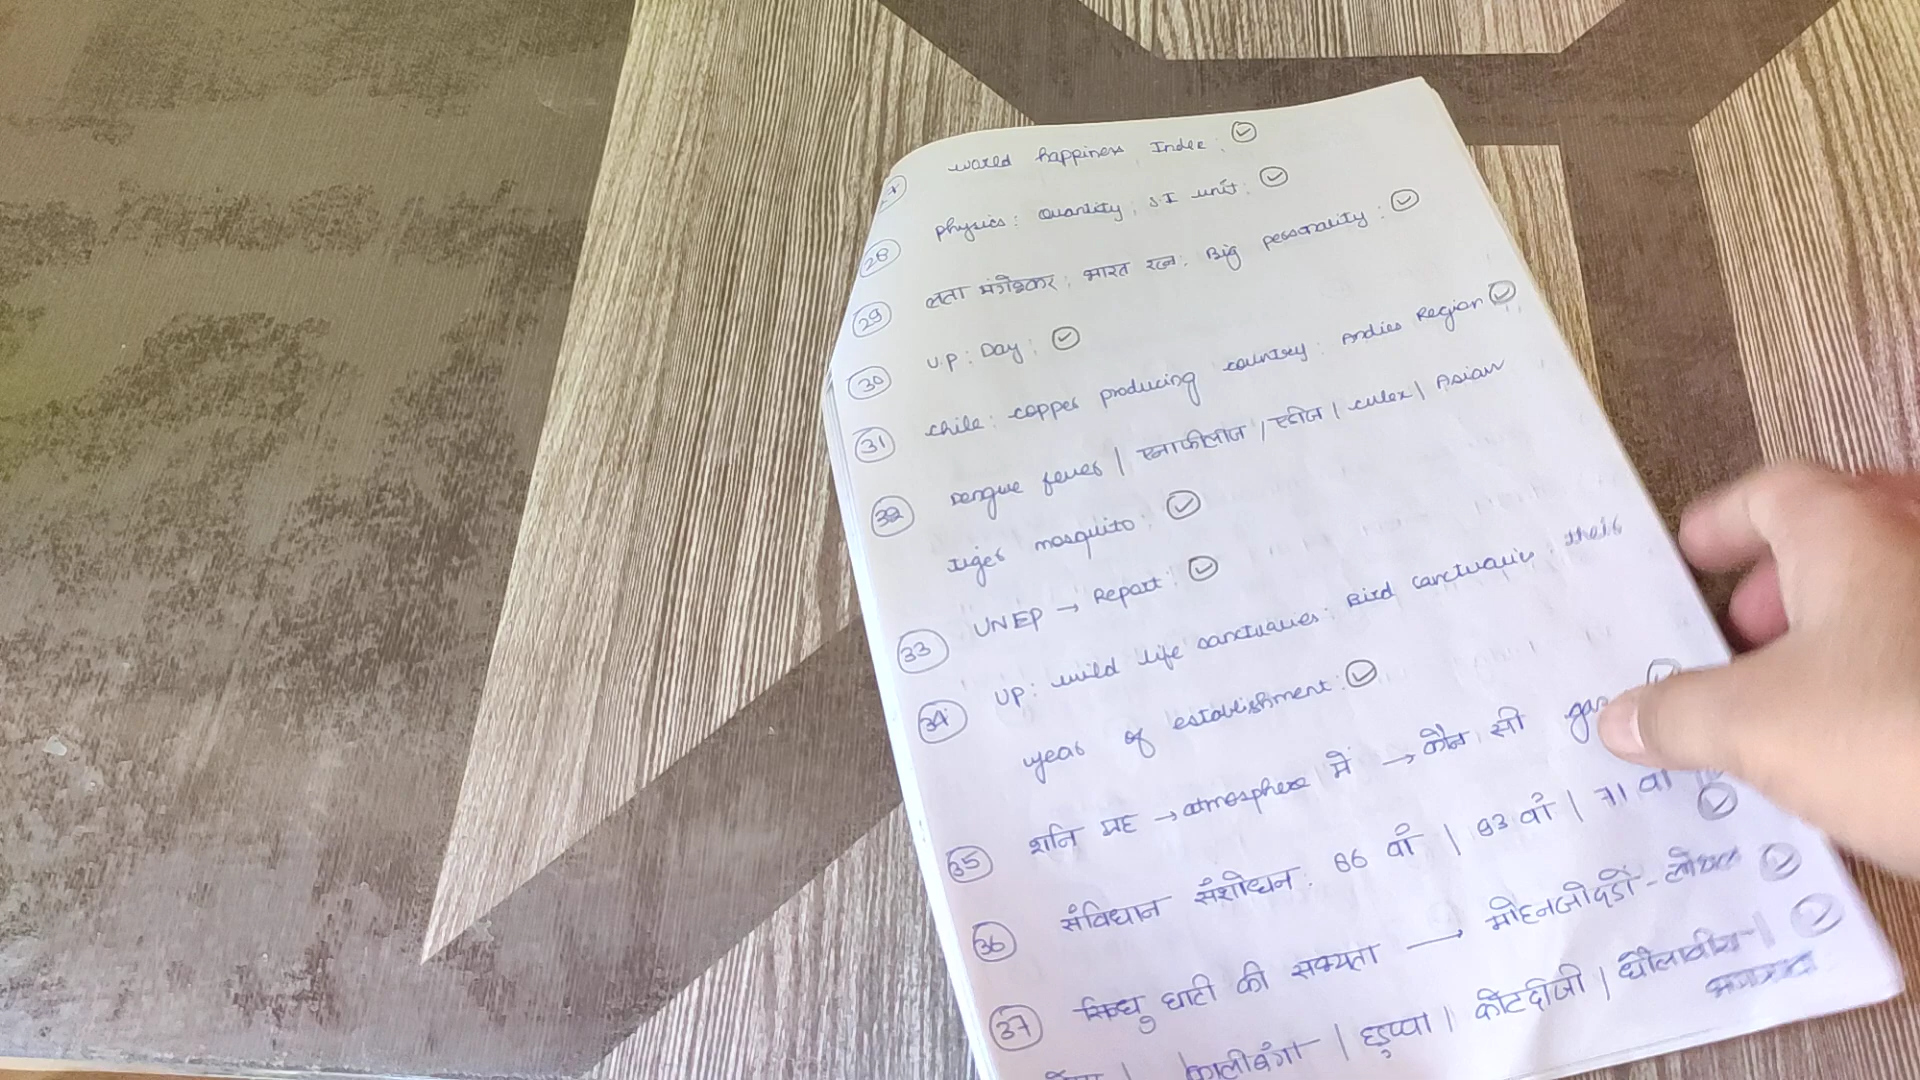 world happiness Index :
28 physics : Quantity : SI unit :
29 लता मंगेशकर : भारत रत्न : Big personality :
30 U.P : Day :
31 chile : copper producing country : Andies Region
32 Dengue fever | एनाफीलीज | एडीज | culex | Asian
tiger mosquito :
33 UNEP → Report :
34 UP : wild life sanctuaries : Bird sanctuaries : their
year of establishment :
35 शनि ग्रह → atmosphere में → कौन सी gas
36 संविधान संशोधन : 86 वाँ | 93 वाँ | 71 वाँ
37 सिन्धु घाटी की सभ्यता → मोहनजोदड़ों - लोथल
कालीबंगा | हड़प्पा | कोटदीजी | धौलावीरा |